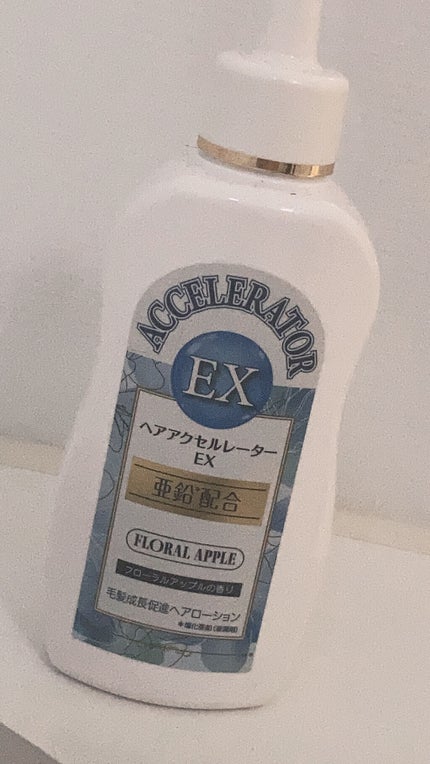 ACCELERATOR
EX
ヘアアクセルレーター
EX
亜鉛*配合
FLORAL APPLE
フローラルアップルの香り
毛髪成長促進ヘアローション